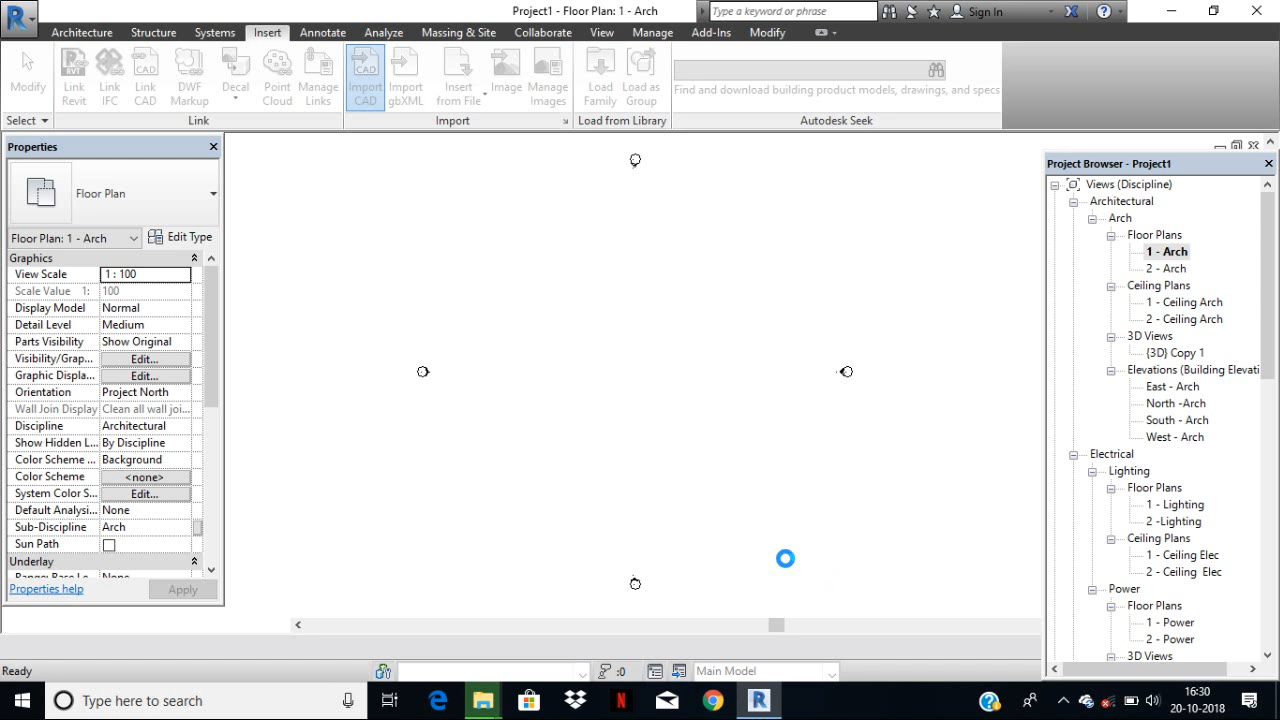 Project1 - Floor Plan: 1 - Arch
Type a keyword or phrase
Sign In
Architecture Structure Systems Insert Annotate Analyze Massing & Site Collaborate View Manage Add-Ins Modify
Modify
Link Revit
Link IFC
Link CAD
DWF Markup
Decal
Point Cloud
Manage Links
Import CAD
Import gbXML
Insert from File
Image
Manage Images
Load Family
Load as Group
Find and download building product models, drawings, and specs
Select
Link
Import
Load from Library
Autodesk Seek
Properties
Floor Plan
Floor Plan: 1 - Arch
Edit Type
Graphics
View Scale 1 : 100
Scale Value 1: 100
Display Model Normal
Detail Level Medium
Parts Visibility Show Original
Visibility/Grap... Edit...
Graphic Displa... Edit...
Orientation Project North
Wall Join Display Clean all wall joi...
Discipline Architectural
Show Hidden L... By Discipline
Color Scheme ... Background
Color Scheme <none>
System Color S... Edit...
Default Analysi... None
Sub-Discipline Arch
Sun Path
Underlay
Properties help
Apply
Project Browser - Project1
Views (Discipline)
Architectural
Arch
Floor Plans
1 - Arch
2 - Arch
Ceiling Plans
1 - Ceiling Arch
2 - Ceiling Arch
3D Views
{3D} Copy 1
Elevations (Building Elevati
East - Arch
North -Arch
South - Arch
West - Arch
Electrical
Lighting
Floor Plans
1 - Lighting
2 -Lighting
Ceiling Plans
1 - Ceiling Elec
2 - Ceiling Elec
Power
Floor Plans
1 - Power
2 - Power
3D Views
Ready
:0
Main Model
Type here to search
16:30
20-10-2018